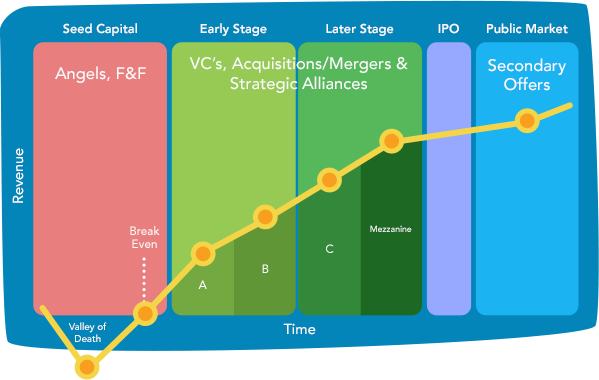 Seed Capital
Early Stage
Later Stage
IPO
Public Market
Angels, F&F
VC's, Acquisitions/Mergers &
Strategic Alliances
Secondary
Offers
Revenue
Break
Even
A
B
C
Mezzanine
Valley of
Death
Time